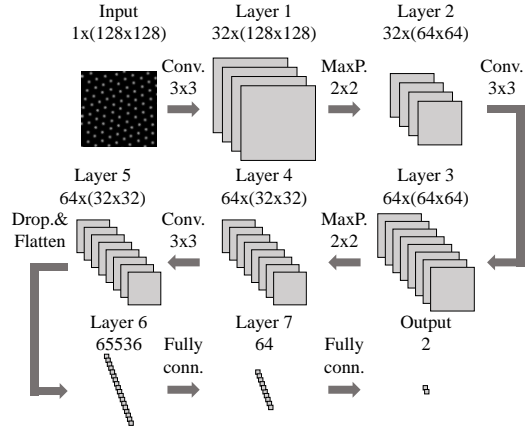 Input
1x(128x128)
Conv.
3x3
Layer 1
32x(128x128)
MaxP.
2x2
Layer 2
32x(64x64)
Conv.
3x3
Layer 3
64x(64x64)
MaxP.
2x2
Layer 4
64x(32x32)
Conv.
3x3
Layer 5
64x(32x32)
Drop.&
Flatten
Layer 6
65536
Fully
conn.
Layer 7
64
Fully
conn.
Output
2